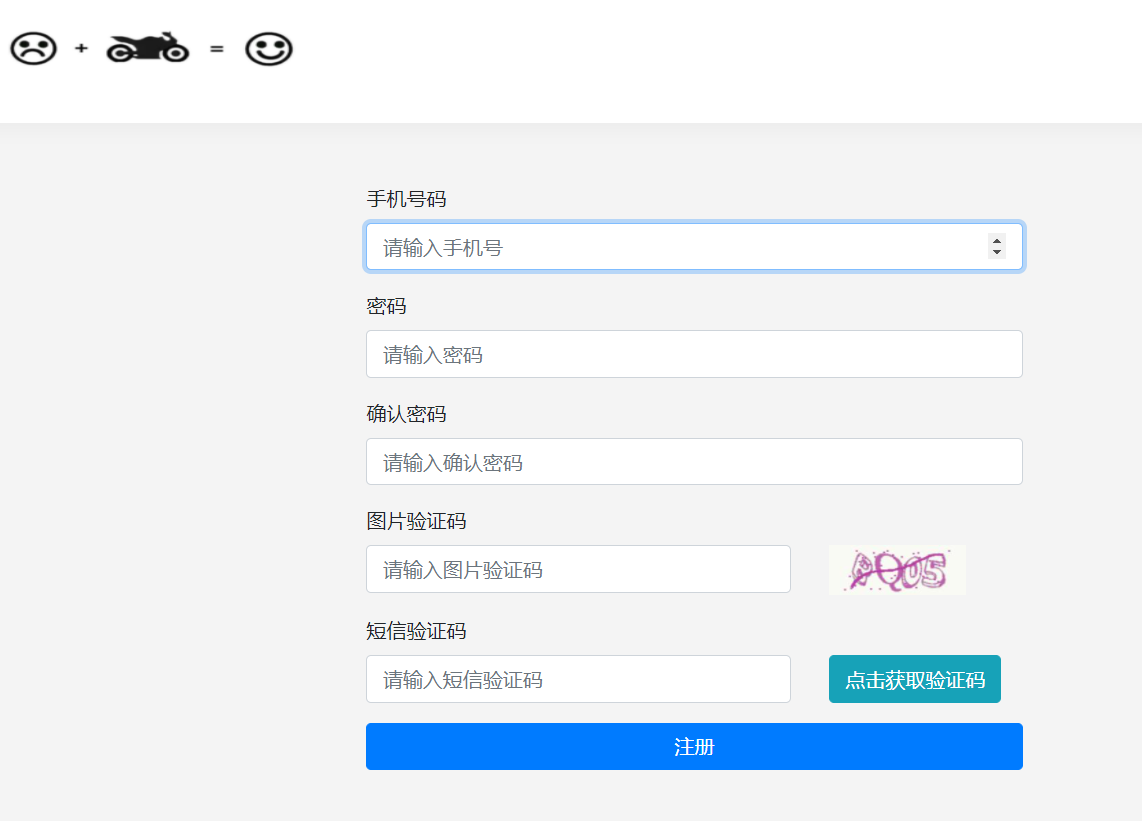 + =
手机号码
请输入手机号
密码
请输入密码
确认密码
请输入确认密码
图片验证码
请输入图片验证码
短信验证码
请输入短信验证码
点击获取验证码
注册